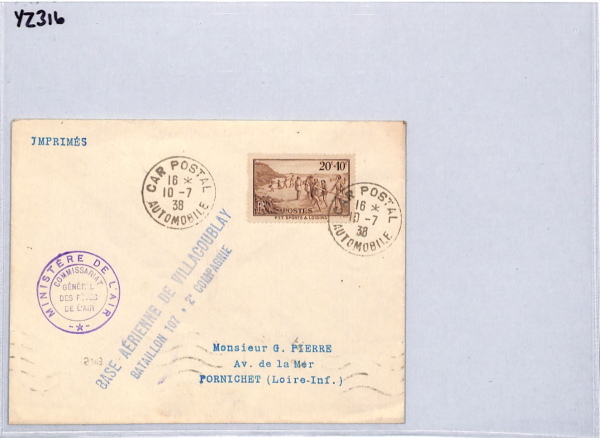 YZ316
IMPRIMÉS
CAR POSTAL
16 *
10-7
38
AUTOMOBILE
20c+10c
POSTES
PTT SPORTS & LOISIRS
CAR POSTAL
16 *
10-7
38
AUTOMOBILE
MINISTÈRE DE L'AIR
COMMISSARIAT
GÉNÉRAL
DES FÊTES
DE L'AIR
BASE AÉRIENNE DE VILLACOUBLAY
BATAILLON 107 * 2e COMPAGNIE
Monsieur G. PIERRE
Av. de la Mer
PORNICHET (Loire-Inf.)